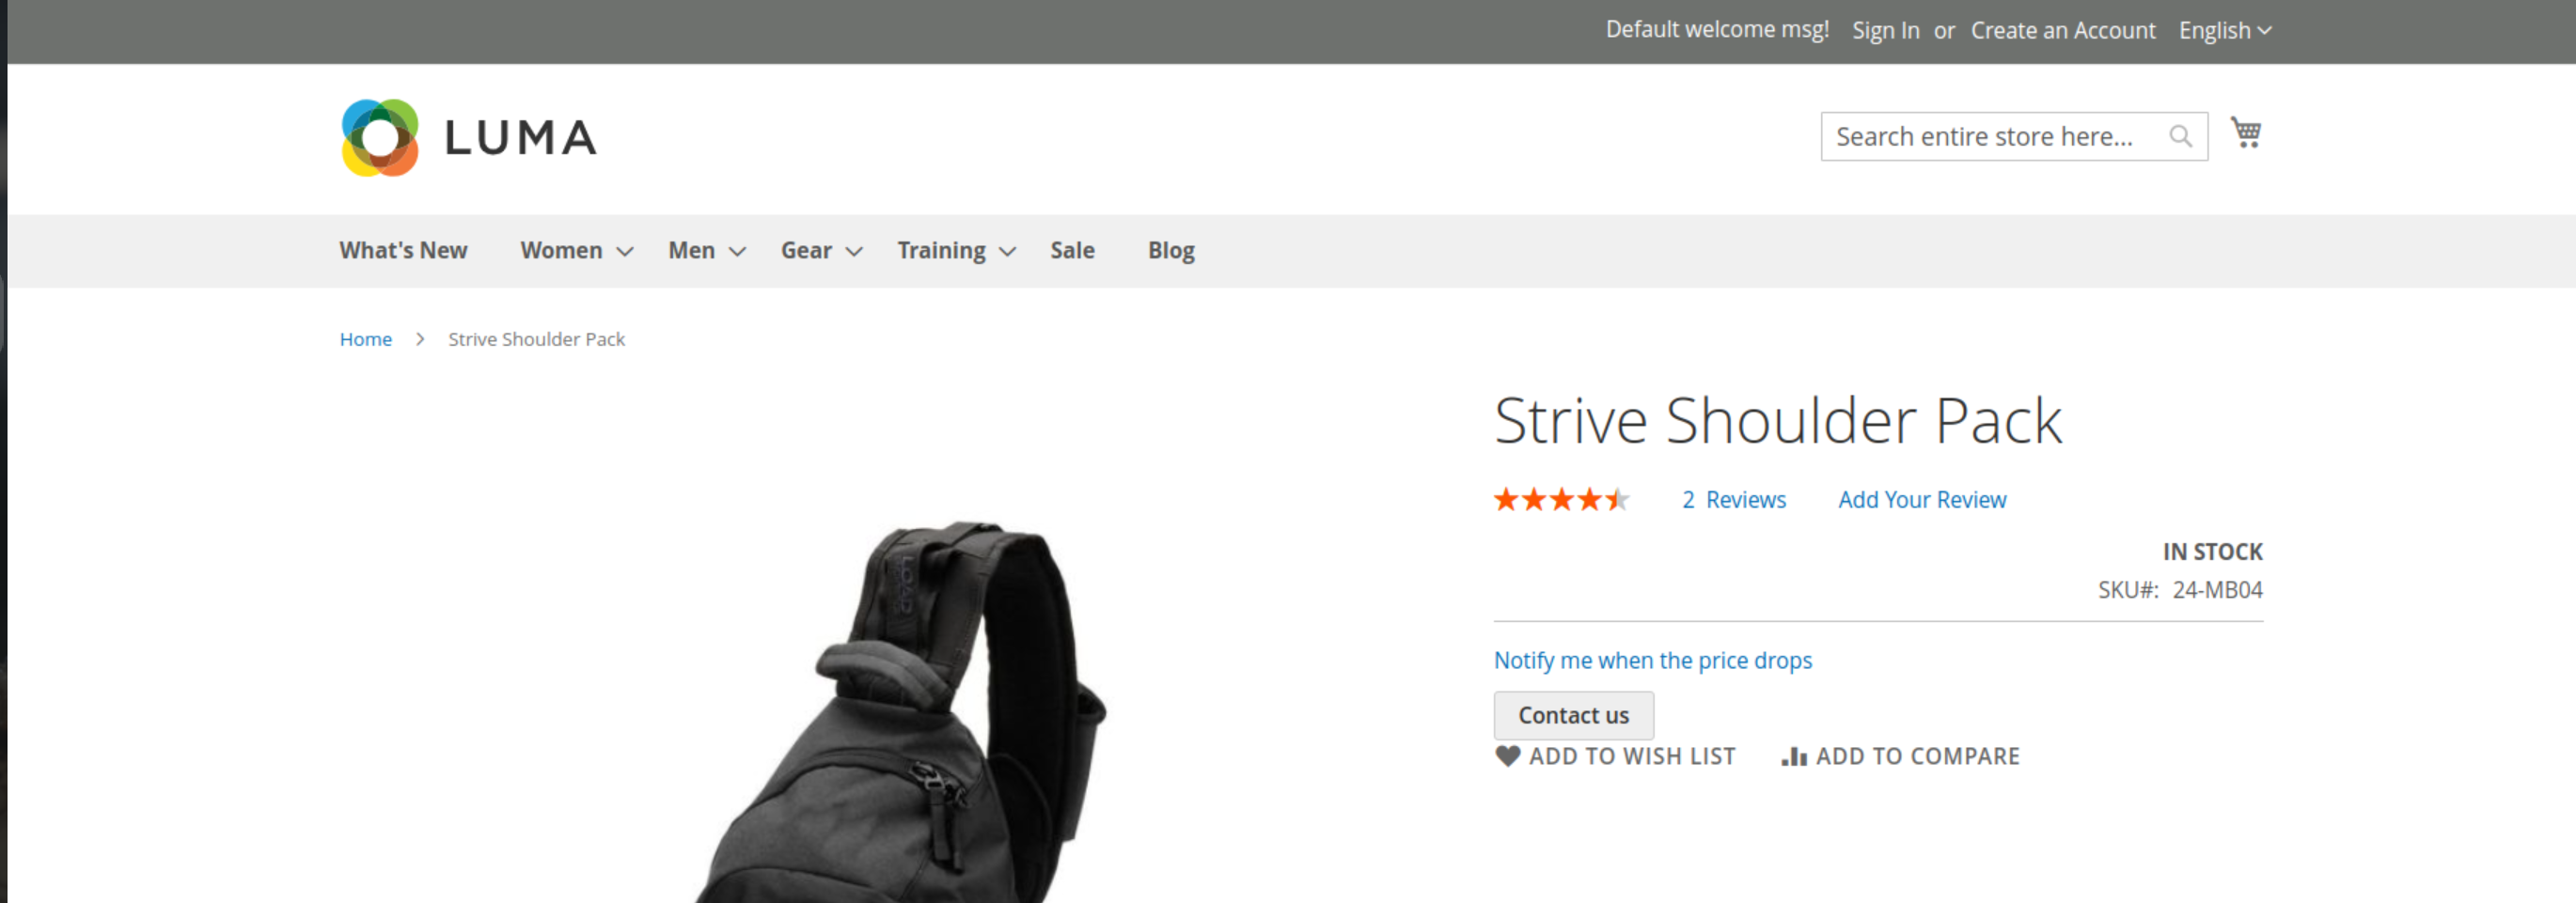 Default welcome msg! Sign In or Create an Account English
LUMA
Search entire store here...
What's New Women Men Gear Training Sale Blog
Home > Strive Shoulder Pack
Strive Shoulder Pack
2 Reviews Add Your Review
IN STOCK
SKU#: 24-MB04
Notify me when the price drops
Contact us
ADD TO WISH LIST ADD TO COMPARE
LOAD